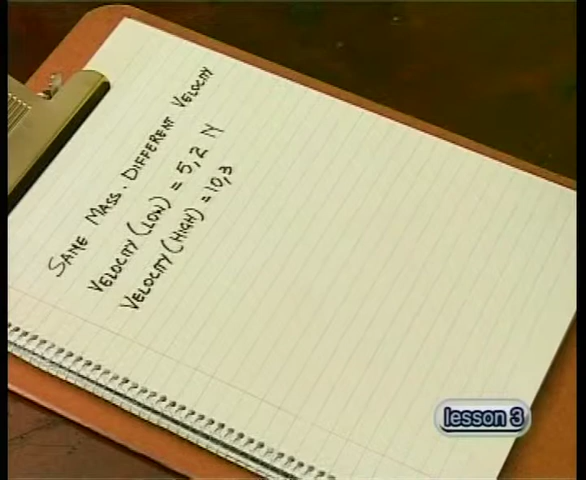 SAME MASS. DIFFERENT VELOCITY
VELOCITY (LOW) = 5,2 N
VELOCITY (HIGH) = 10,3
lesson 3